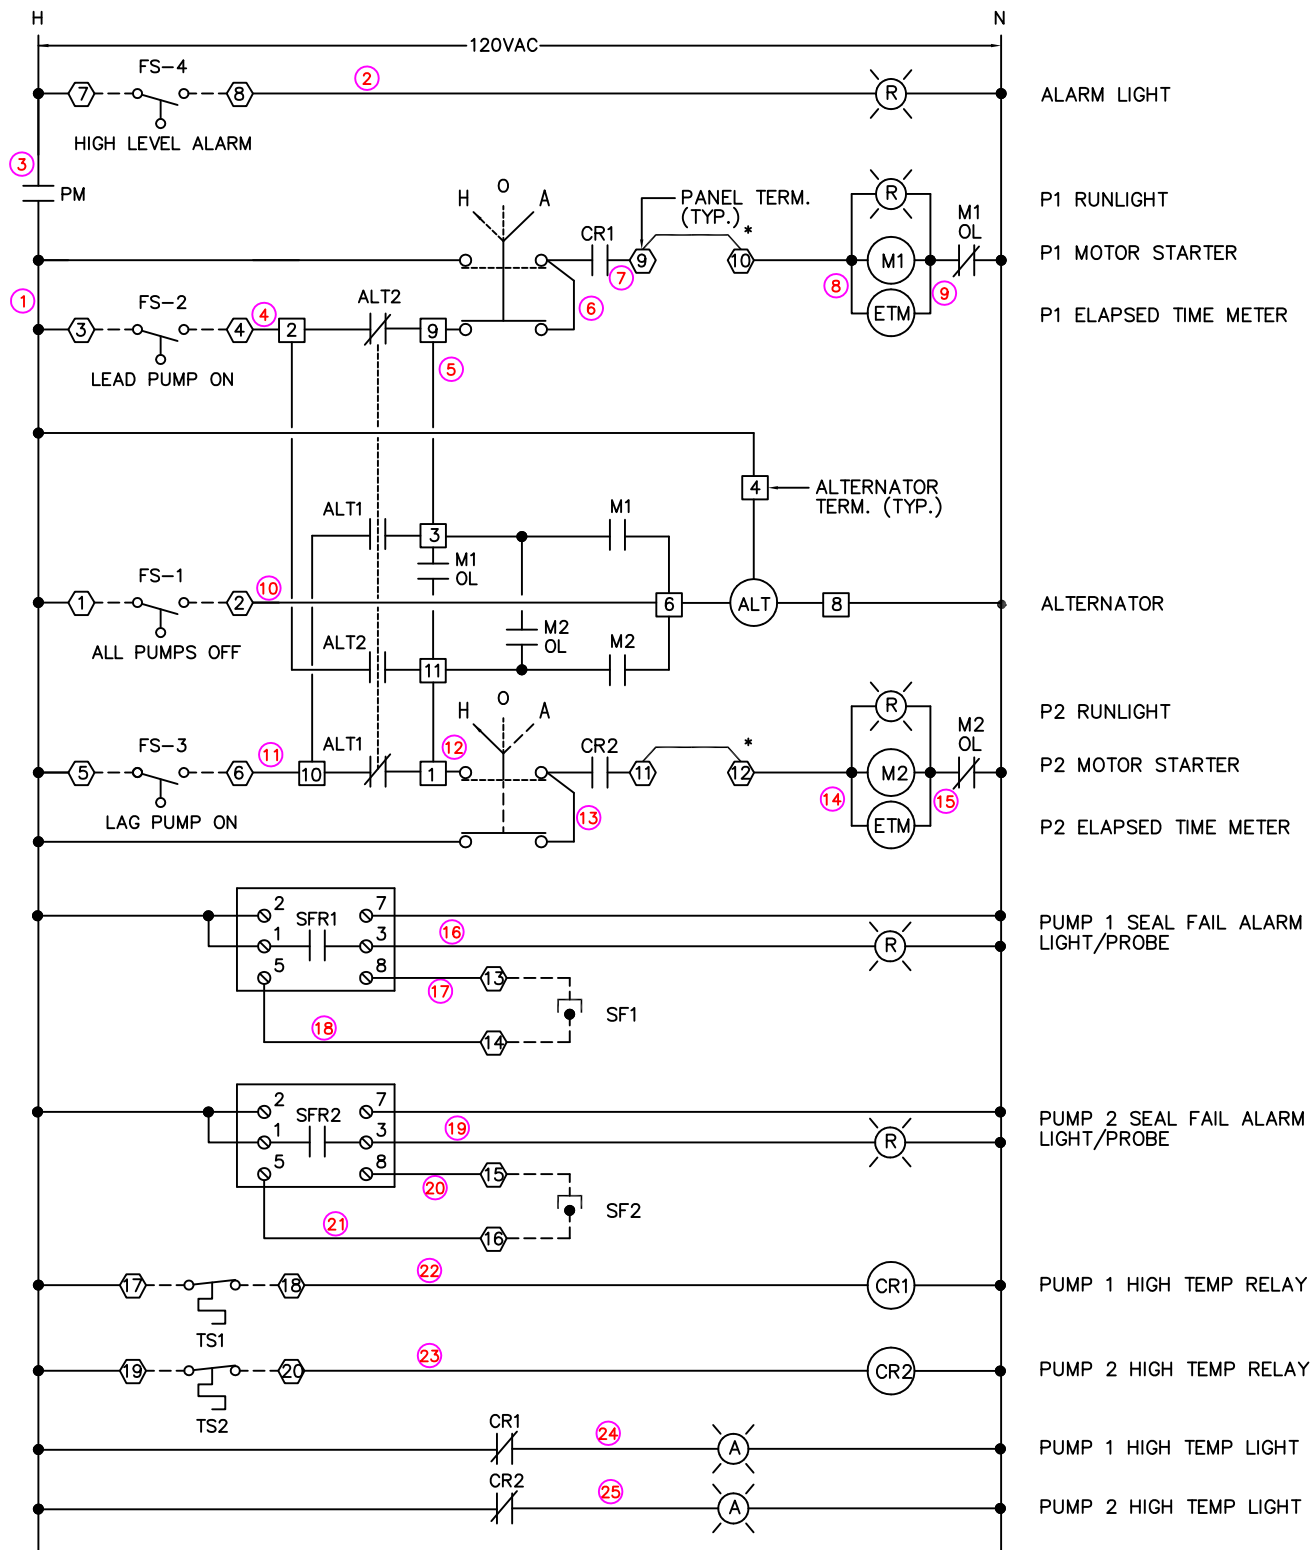 H N
120VAC
FS-4
2
7 8 R ALARM LIGHT
HIGH LEVEL ALARM
3
PM
H O A
PANEL TERM.
(TYP.)
*
R P1 RUNLIGHT
M1
OL
CR1
9 10 M1 P1 MOTOR STARTER
7 8 9
1 FS-2 4 ALT2 6
3 4 2 9 ETM P1 ELAPSED TIME METER
5
LEAD PUMP ON
4 ALTERNATOR
TERM. (TYP.)
ALT1 M1
3
M1
OL
FS-1 10
1 2 6 ALT 8 ALTERNATOR
M2
OL
ALL PUMPS OFF ALT2 M2
11
H O A
R P2 RUNLIGHT
M2
OL
FS-3 11 ALT1 12 CR2 *
5 6 10 1 11 12 M2 P2 MOTOR STARTER
14 15
13
LAG PUMP ON ETM P2 ELAPSED TIME METER
2 SFR1 7
PUMP 1 SEAL FAIL ALARM
LIGHT/PROBE
1 3 16 R
5 8 17 13
SF1
18 14
2 SFR2 7
PUMP 2 SEAL FAIL ALARM
LIGHT/PROBE
1 3 19 R
5 8 20 15
SF2
21 16
22
17 18 CR1 PUMP 1 HIGH TEMP RELAY
TS1
23
19 20 CR2 PUMP 2 HIGH TEMP RELAY
TS2
CR1 24
A PUMP 1 HIGH TEMP LIGHT
CR2 25
A PUMP 2 HIGH TEMP LIGHT